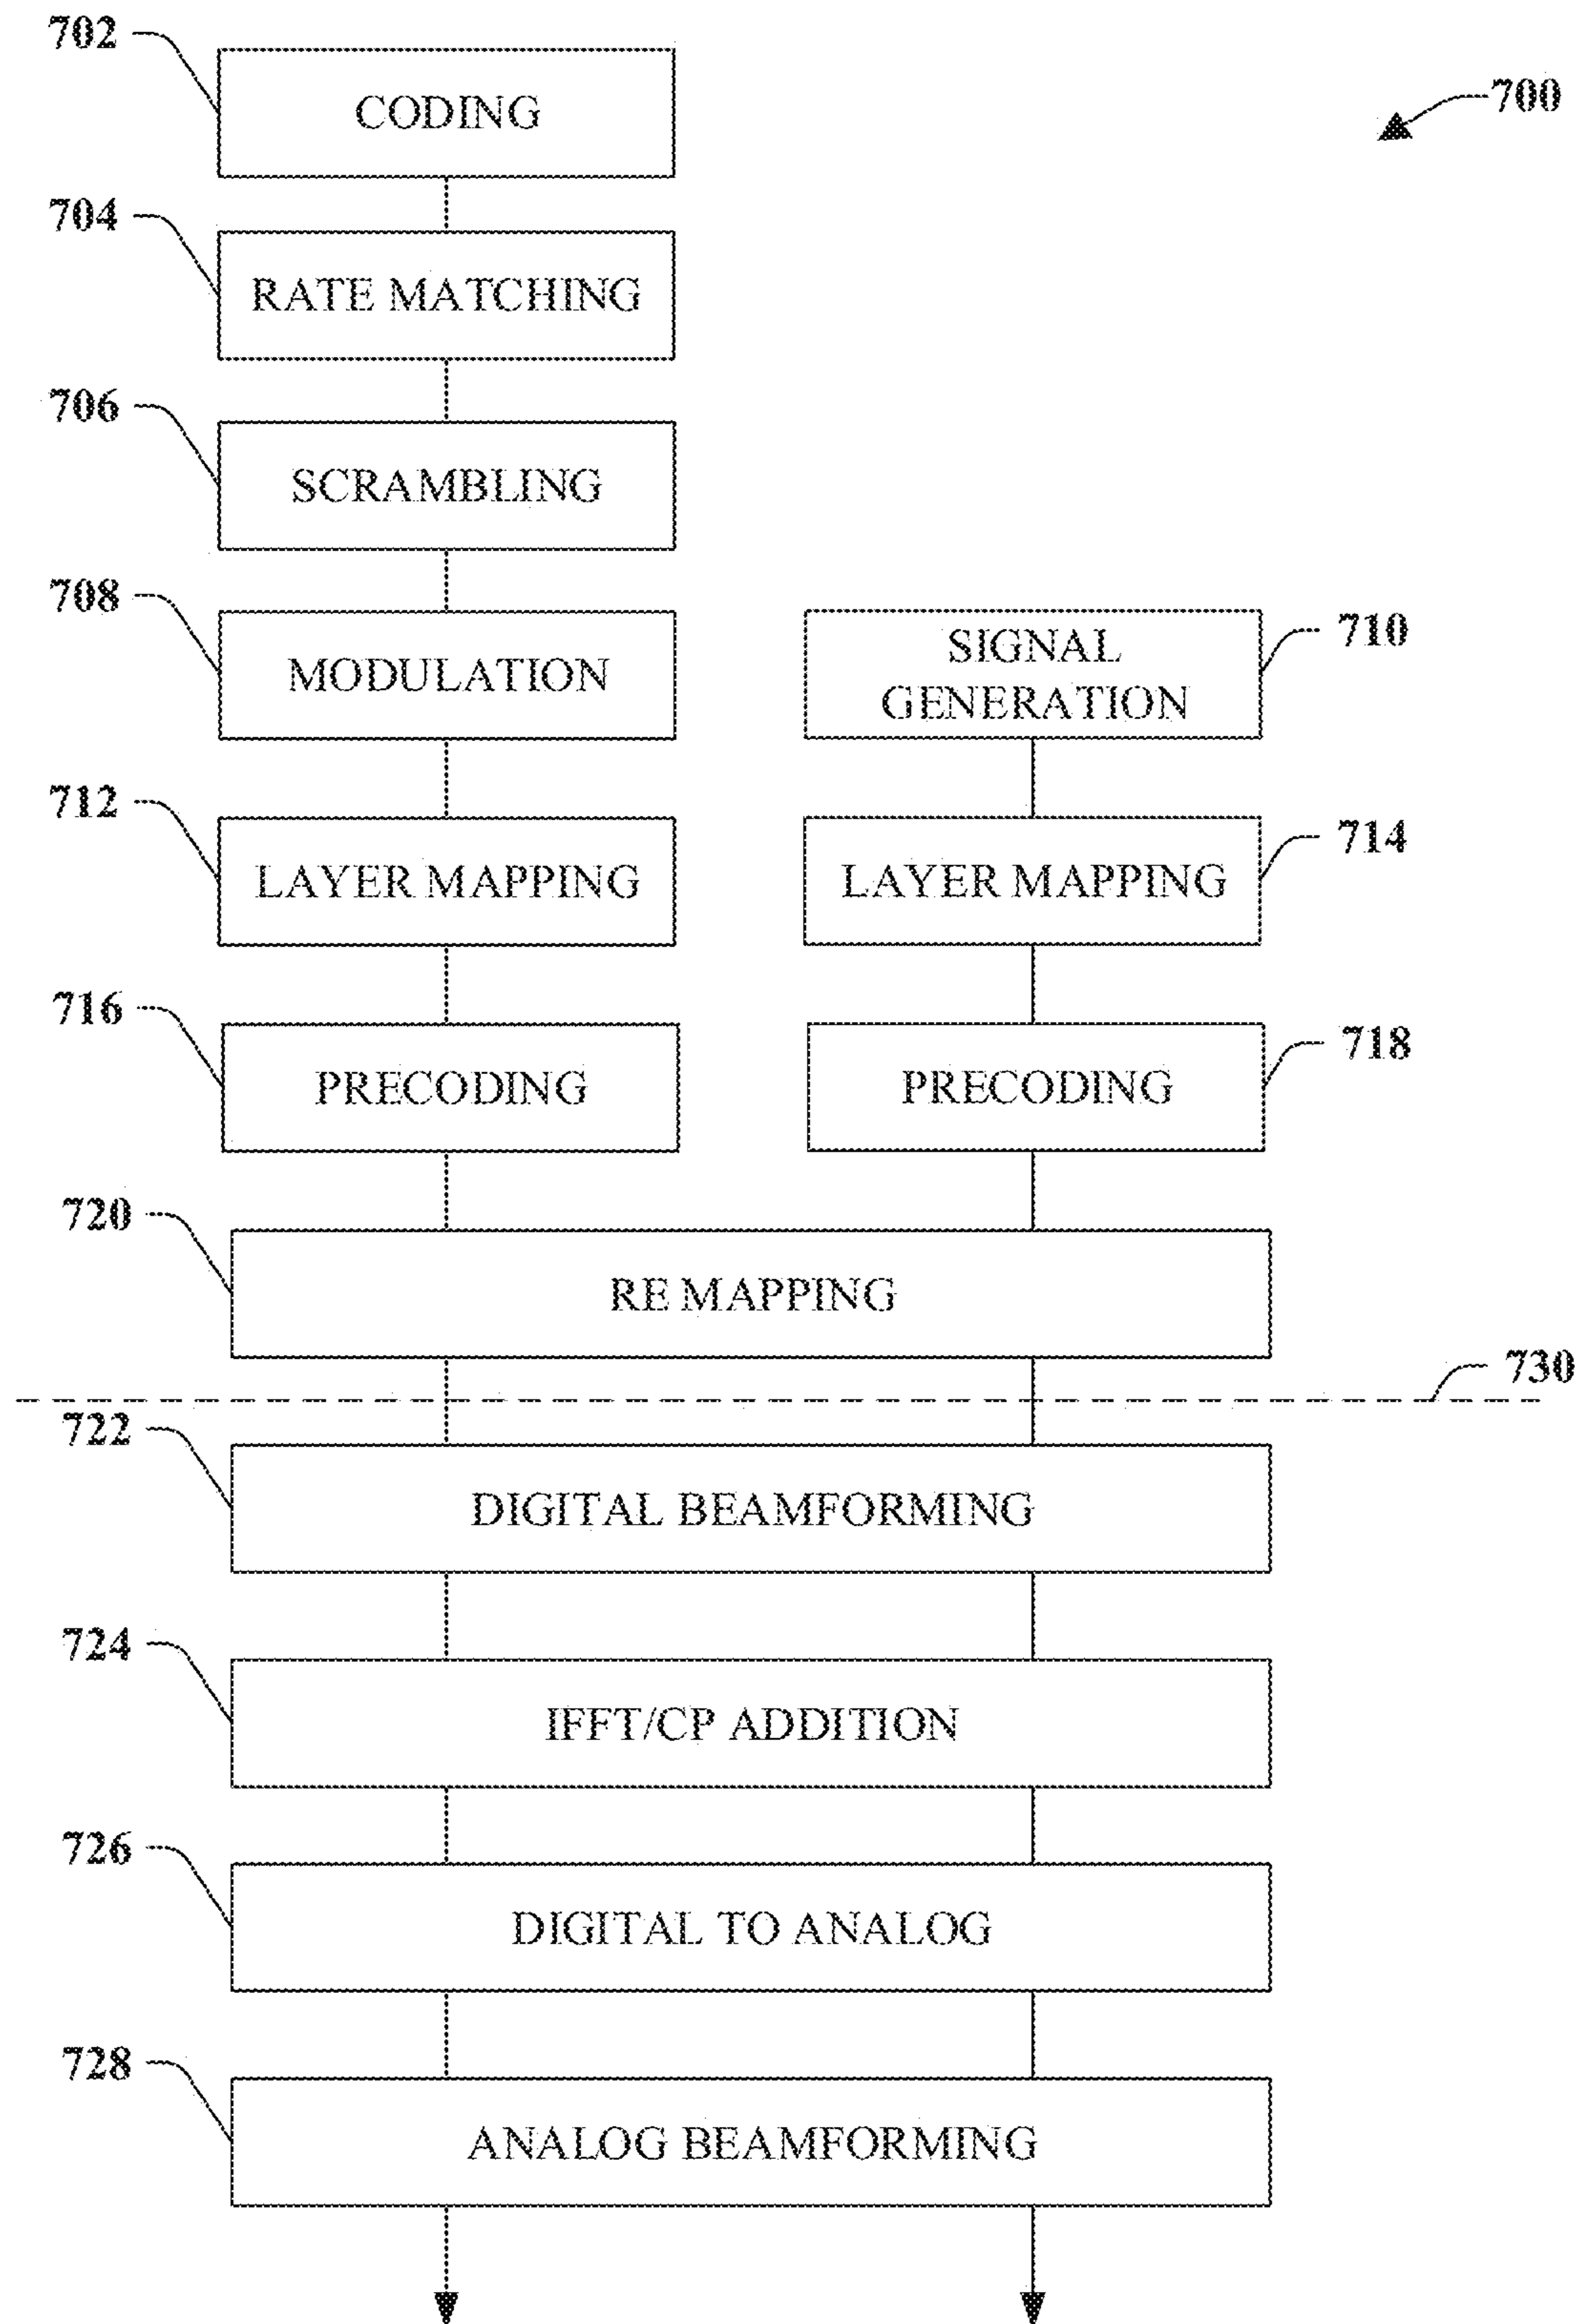 702
CODING
700
704
RATE MATCHING
706
SCRAMBLING
708
MODULATION
SIGNAL
GENERATION
710
712
LAYER MAPPING
LAYER MAPPING
714
716
PRECODING
PRECODING
718
720
RE MAPPING
730
722
DIGITAL BEAMFORMING
724
IFFT/CP ADDITION
726
DIGITAL TO ANALOG
728
ANALOG BEAMFORMING